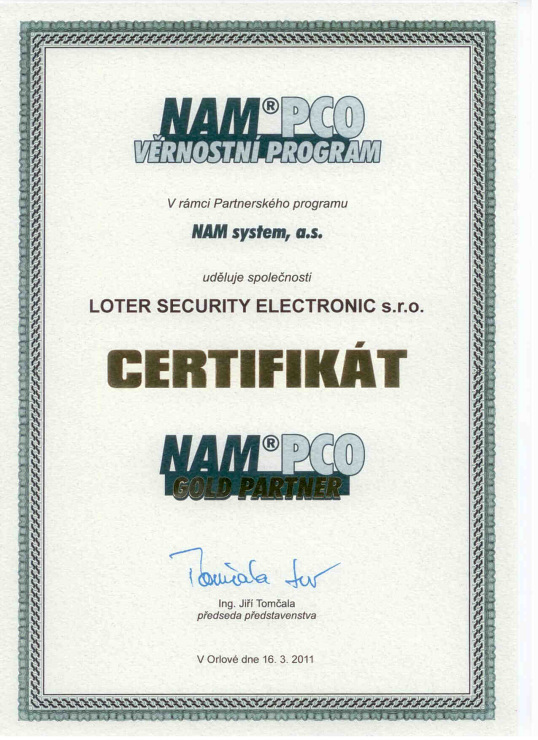 NAM® PCO
VĚRNOSTNÍ PROGRAM
V rámci Partnerského programu
NAM system, a.s.
uděluje společnosti
LOTER SECURITY ELECTRONIC s.r.o.
CERTIFIKÁT
NAM® PCO
GOLD PARTNER
Tomčala
Ing. Jiří Tomčala
předseda představenstva
V Orlové dne 16. 3. 2011